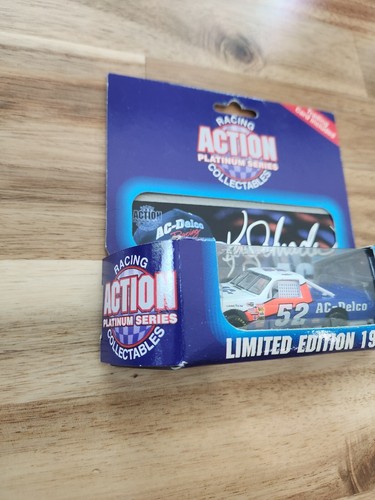 RACING
ACTION
PLATINUM SERIES
COLLECTABLES
ACTION
AC-Delco
Racing
RACING
ACTION
PLATINUM SERIES
COLLECTABLES
52
AC-Delco
LIMITED EDITION 19